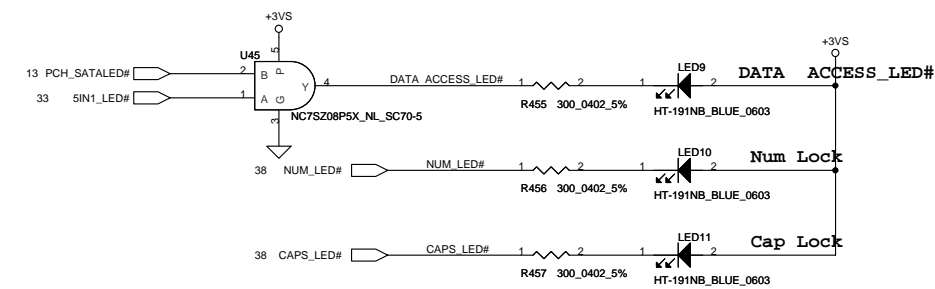 +3VS
+3VS
U45
5
P
13 PCH_SATALED# 2 B
Y 4 DATA ACCESS_LED# 1 2 1 LED9 2 DATA ACCESS_LED#
33 5IN1_LED# 1 A G
R455 300_0402_5% HT-191NB_BLUE_0603
3 NC7SZ08P5X_NL_SC70-5
38 NUM_LED# NUM_LED# 1 2 1 LED10 2 Num Lock
R456 300_0402_5% HT-191NB_BLUE_0603
38 CAPS_LED# CAPS_LED# 1 2 1 LED11 2 Cap Lock
R457 300_0402_5% HT-191NB_BLUE_0603